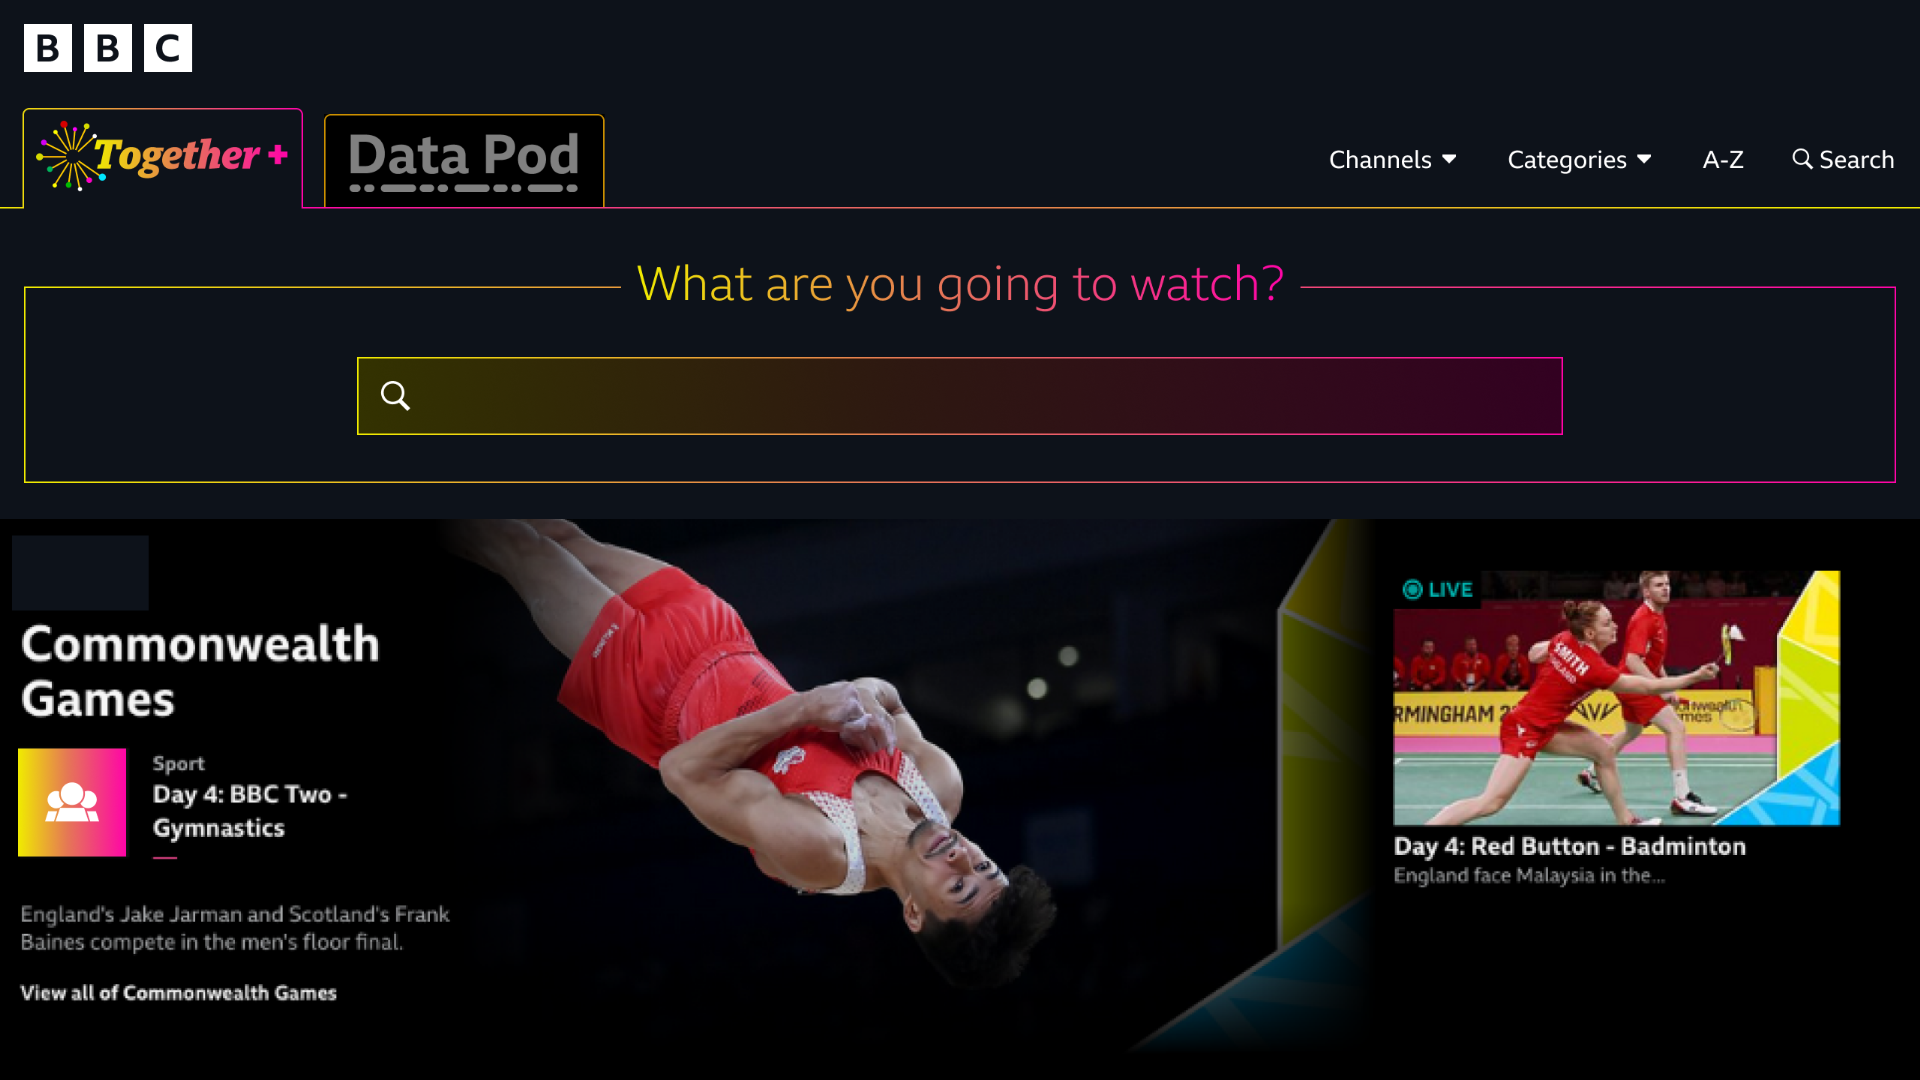 BBC
Together +
Data Pod
Channels
Categories
A-Z
Search
What are you going to watch?
Commonwealth
Games
Sport
Day 4: BBC Two -
Gymnastics
England's Jake Jarman and Scotland's Frank
Baines compete in the men's floor final.
View all of Commonwealth Games
LIVE
SMITH
ENGLAND
RMINGHAM 2
Day 4: Red Button - Badminton
England face Malaysia in the...